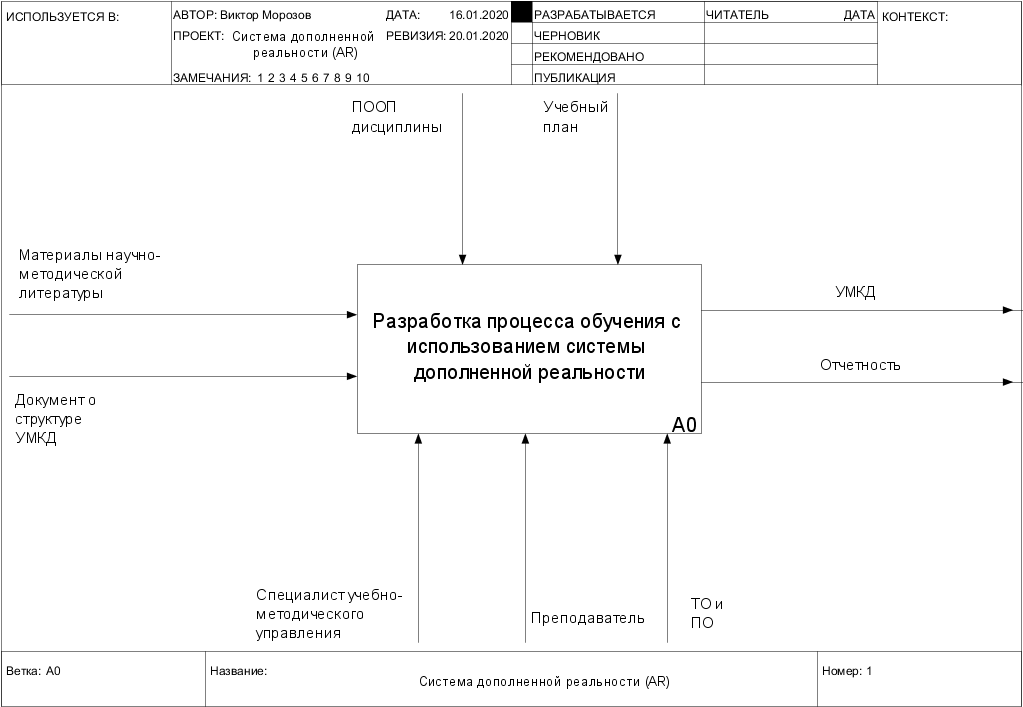 ИСПОЛЬЗУЕТСЯ В:
АВТОР: Виктор Морозов
ДАТА: 16.01.2020
ПРОЕКТ: Система дополненной
реальности (AR)
РЕВИЗИЯ: 20.01.2020
ЗАМЕЧАНИЯ: 1 2 3 4 5 6 7 8 9 10
РАЗРАБАТЫВАЕТСЯ
ЧЕРНОВИК
РЕКОМЕНДОВАНО
ПУБЛИКАЦИЯ
ЧИТАТЕЛЬ
ДАТА
КОНТЕКСТ:
ПООП
дисциплины
Учебный
план
Материалы научно-
методической
литературы
Документ о
структуре
УМКД
Разработка процесса обучения с
использованием системы
дополненной реальности
A0
УМКД
Отчетность
Специалист учебно-
методического
управления
Преподаватель
ТО и
ПО
Ветка: A0
Название:
Система дополненной реальности (AR)
Номер: 1